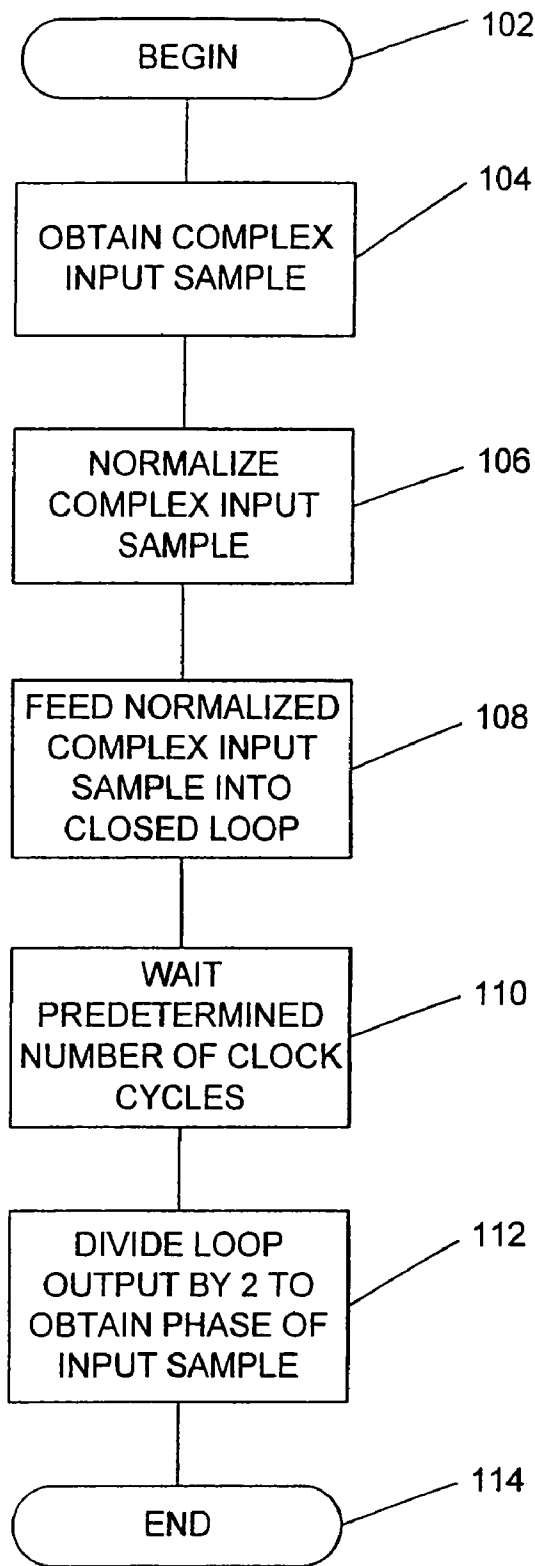 BEGIN
102
OBTAIN COMPLEX
INPUT SAMPLE
104
NORMALIZE
COMPLEX INPUT
SAMPLE
106
FEED NORMALIZED
COMPLEX INPUT
SAMPLE INTO
CLOSED LOOP
108
WAIT
PREDETERMINED
NUMBER OF CLOCK
CYCLES
110
DIVIDE LOOP
OUTPUT BY 2 TO
OBTAIN PHASE OF
INPUT SAMPLE
112
END
114